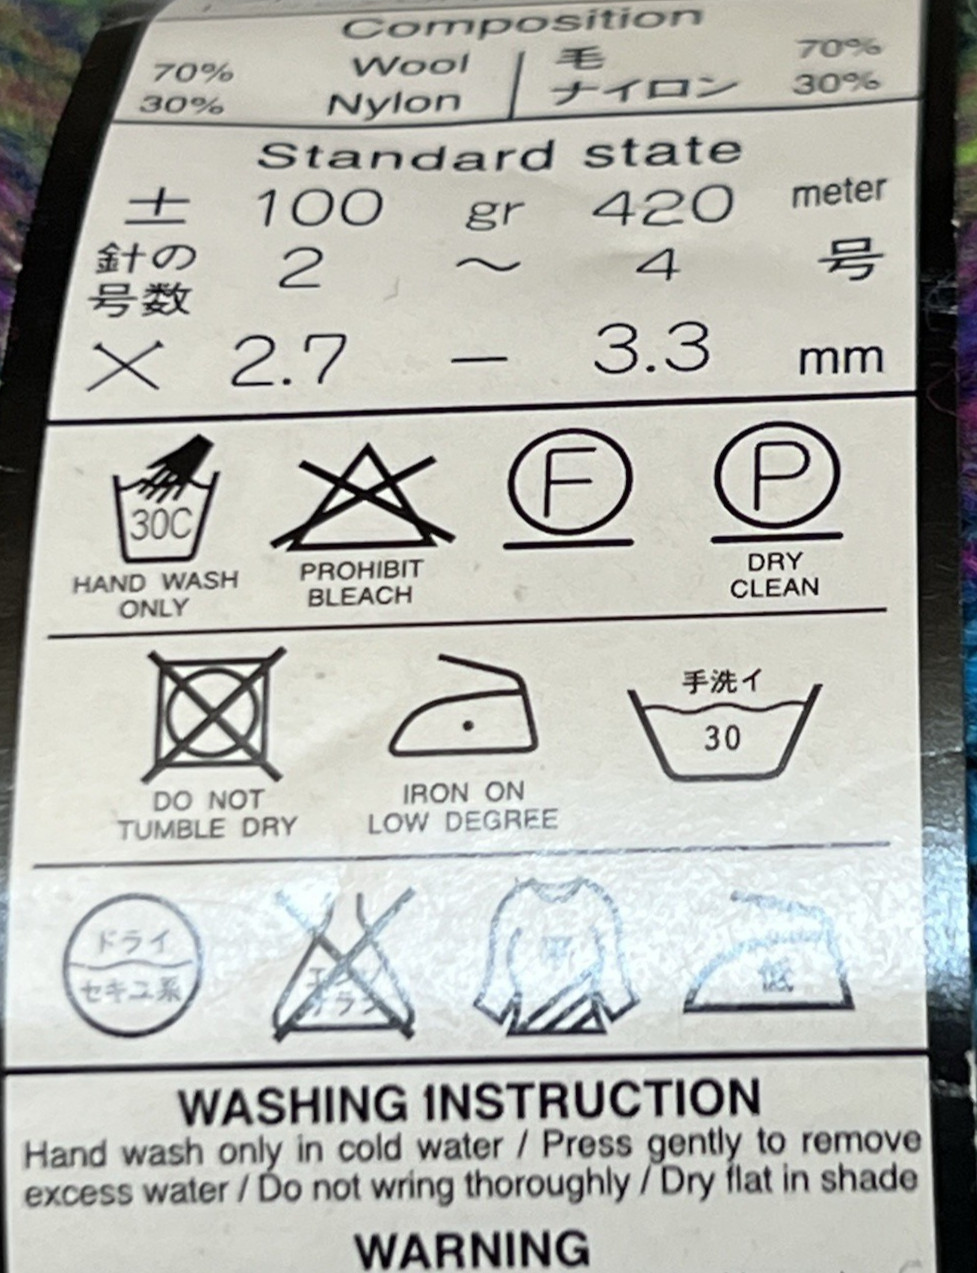 Composition
70% Wool | 毛 70%
30% Nylon | ナイロン 30%
Standard state
± 100 gr 420 meter
針の号数 2 ～ 4 号
2.7 - 3.3 mm
30C
HAND WASH ONLY
PROHIBIT BLEACH
F
P
DRY CLEAN
DO NOT TUMBLE DRY
IRON ON LOW DEGREE
手洗イ
30
ドライ
セキユ系
低
WASHING INSTRUCTION
Hand wash only in cold water / Press gently to remove
excess water / Do not wring thoroughly / Dry flat in shade
WARNING